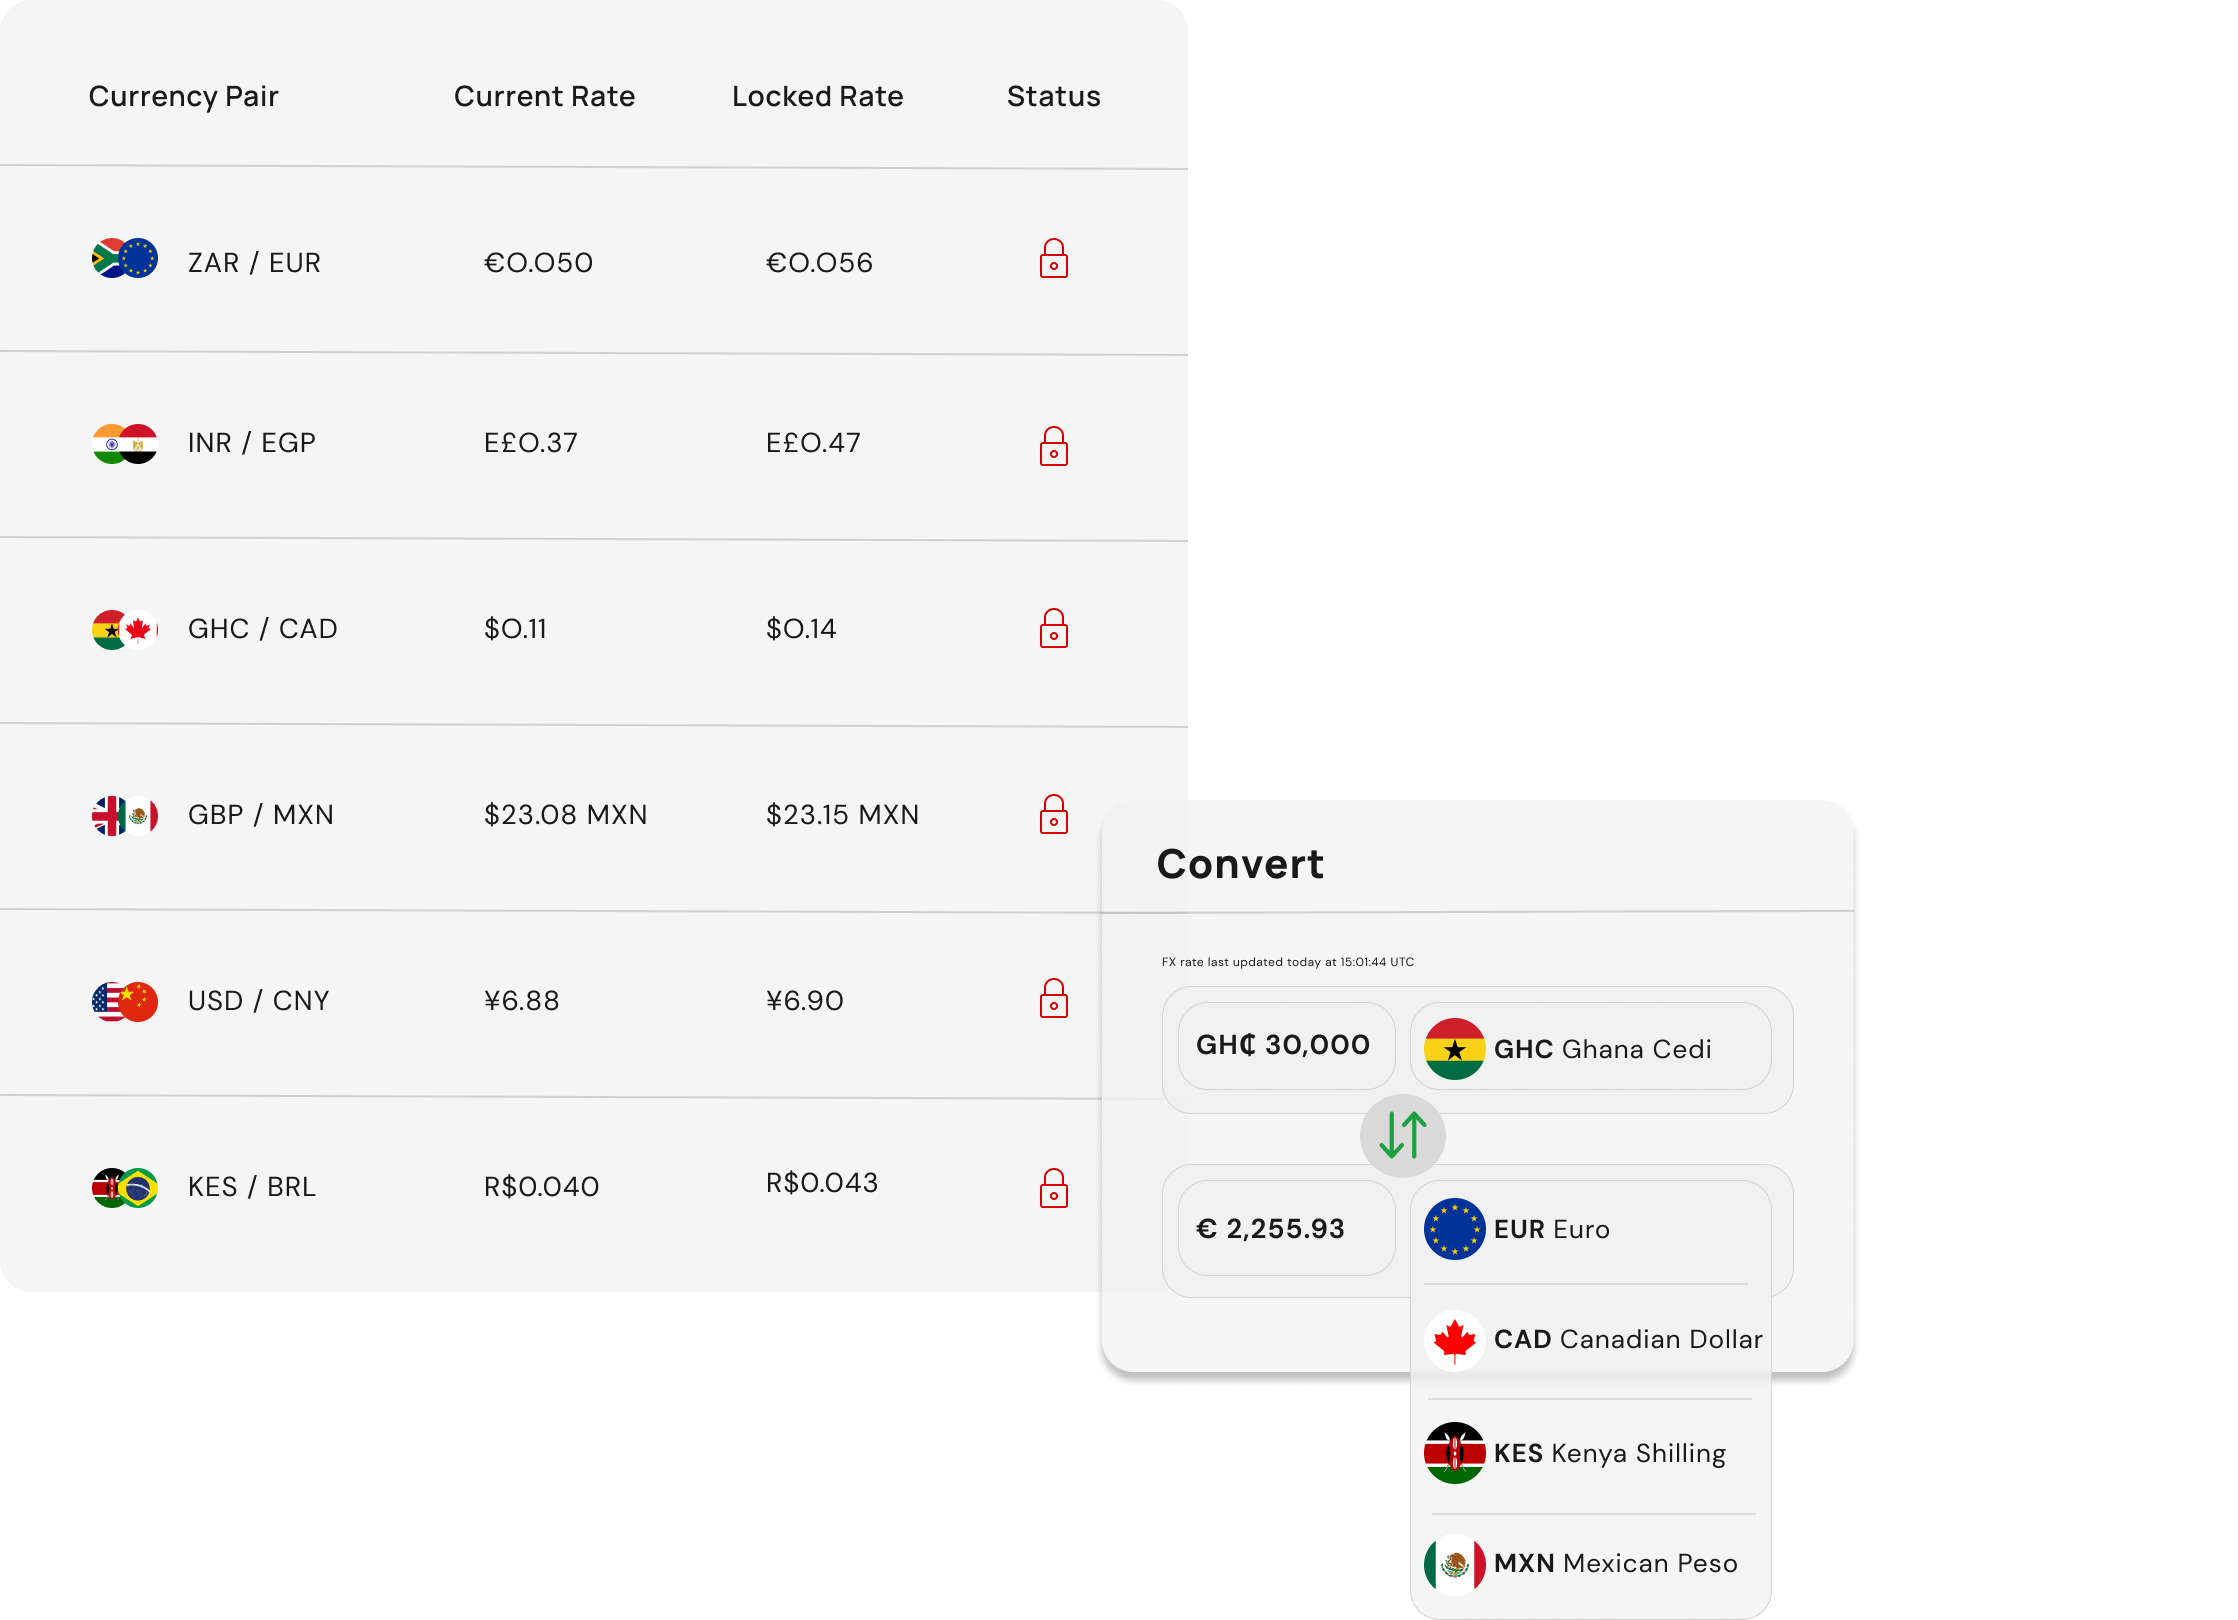 Currency Pair Current Rate Locked Rate Status
ZAR / EUR €0.050 €0.056
INR / EGP E£0.37 E£0.47
GHC / CAD $0.11 $0.14
GBP / MXN $23.08 MXN $23.15 MXN
USD / CNY ¥6.88 ¥6.90
KES / BRL R$0.040 R$0.043
Convert
FX rate last updated today at 15:01:44 UTC
GH₵ 30,000 GHC Ghana Cedi
€ 2,255.93 EUR Euro
CAD Canadian Dollar
KES Kenya Shilling
MXN Mexican Peso